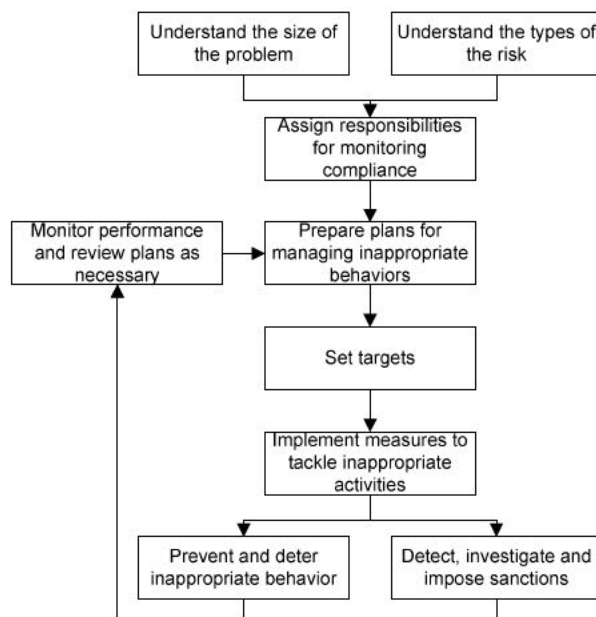 Understand the size of
the problem
Understand the types of
the risk
Assign responsibilities
for monitoring
compliance
Monitor performance
and review plans as
necessary
Prepare plans for
managing inappropriate
behaviors
Set targets
Implement measures to
tackle inappropriate
activities
Prevent and deter
inappropriate behavior
Detect, investigate and
impose sanctions